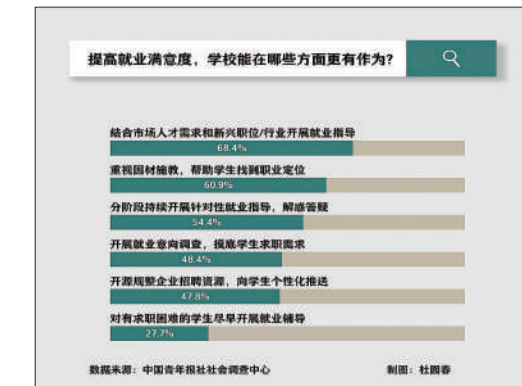 提高就业满意度，学校能在哪些方面更有作为？
结合市场人才需求和新兴职位/行业开展就业指导
68.4%
重视因材施教，帮助学生找到职业定位
60.9%
分阶段持续开展针对性就业指导，解惑答疑
54.4%
开展就业意向调查，摸底学生求职需求
48.4%
开源规整企业招聘资源，向学生个性化推送
47.8%
对有求职困难的学生尽早开展就业辅导
27.7%
数据来源：中国青年报社社会调查中心
制图：杜园春